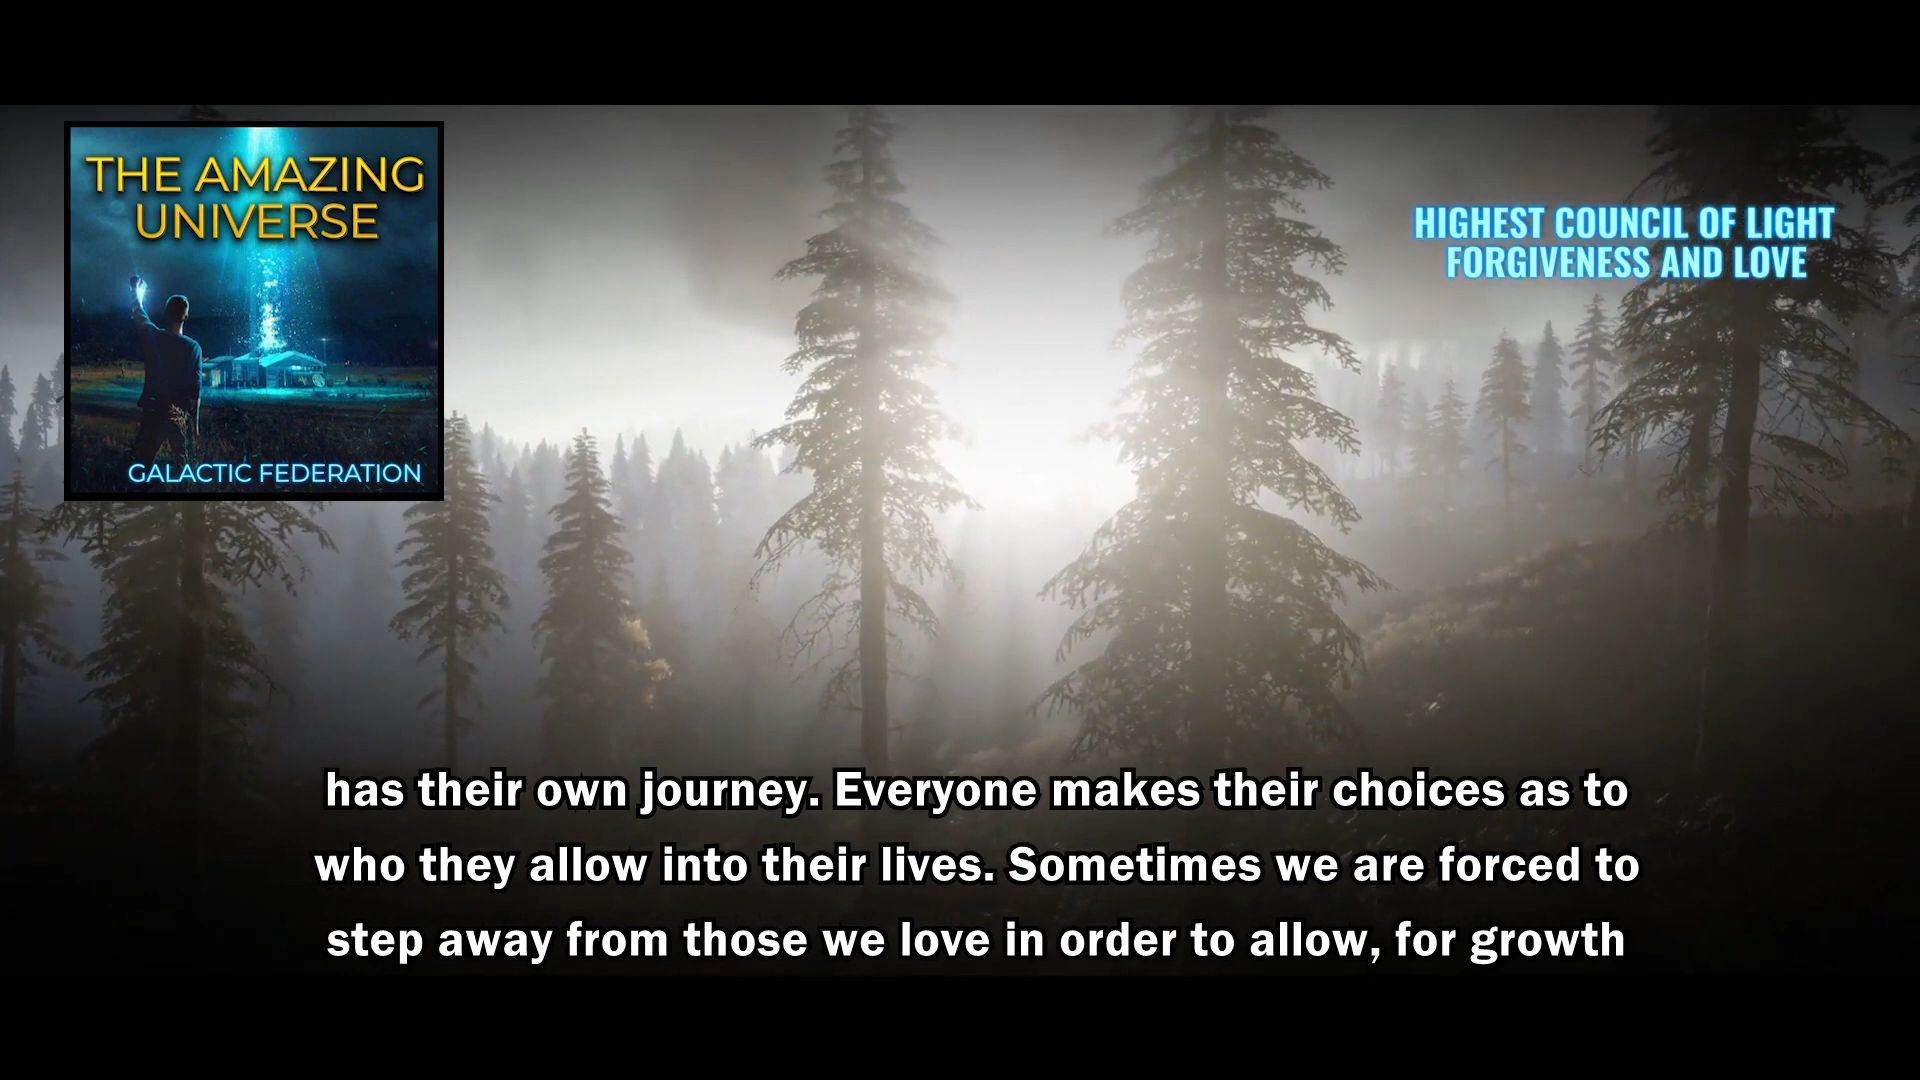 THE AMAZING
UNIVERSE
GALACTIC FEDERATION
HIGHEST COUNCIL OF LIGHT
FORGIVENESS AND LOVE
has their own journey. Everyone makes their choices as to
who they allow into their lives. Sometimes we are forced to
step away from those we love in order to allow, for growth